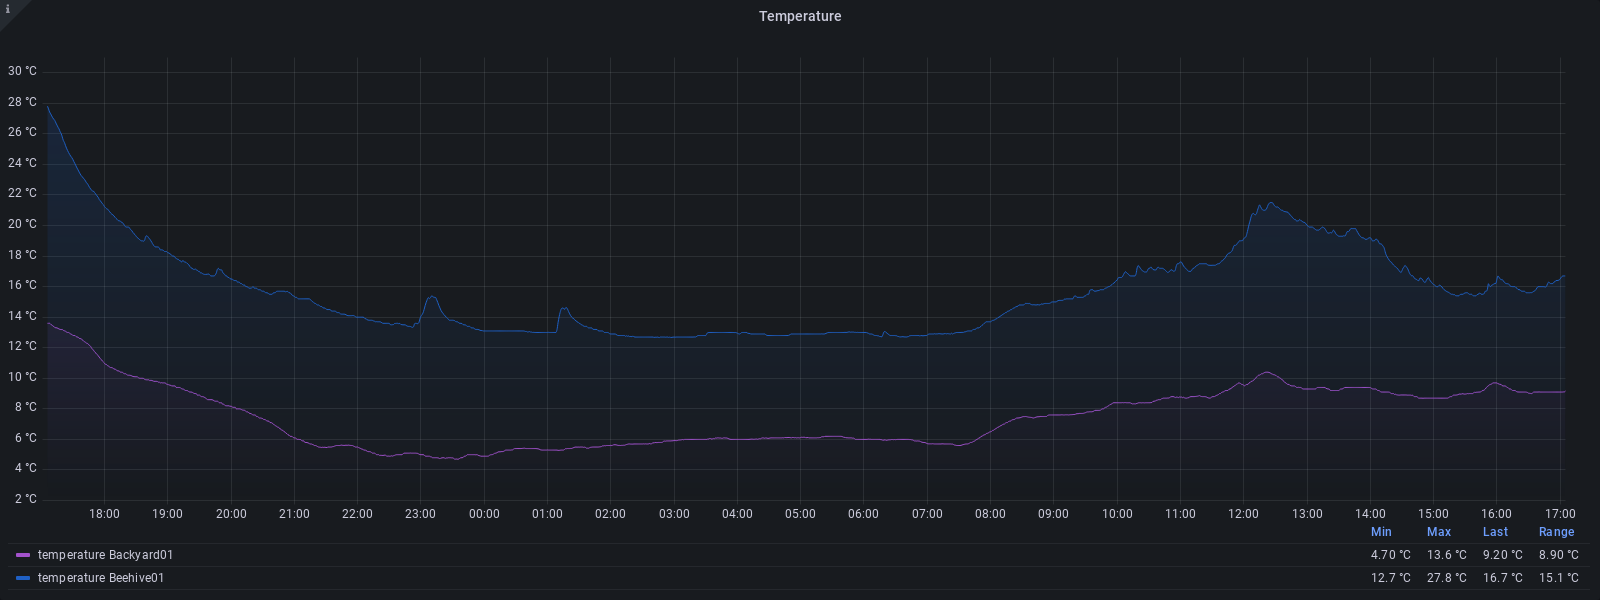 i
Temperature
30 °C
28 °C
26 °C
24 °C
22 °C
20 °C
18 °C
16 °C
14 °C
12 °C
10 °C
8 °C
6 °C
4 °C
2 °C
18:00 19:00 20:00 21:00 22:00 23:00 00:00 01:00 02:00 03:00 04:00 05:00 06:00 07:00 08:00 09:00 10:00 11:00 12:00 13:00 14:00 15:00 16:00 17:00
Min Max Last Range
temperature Backyard01 4.70 °C 13.6 °C 9.20 °C 8.90 °C
temperature Beehive01 12.7 °C 27.8 °C 16.7 °C 15.1 °C